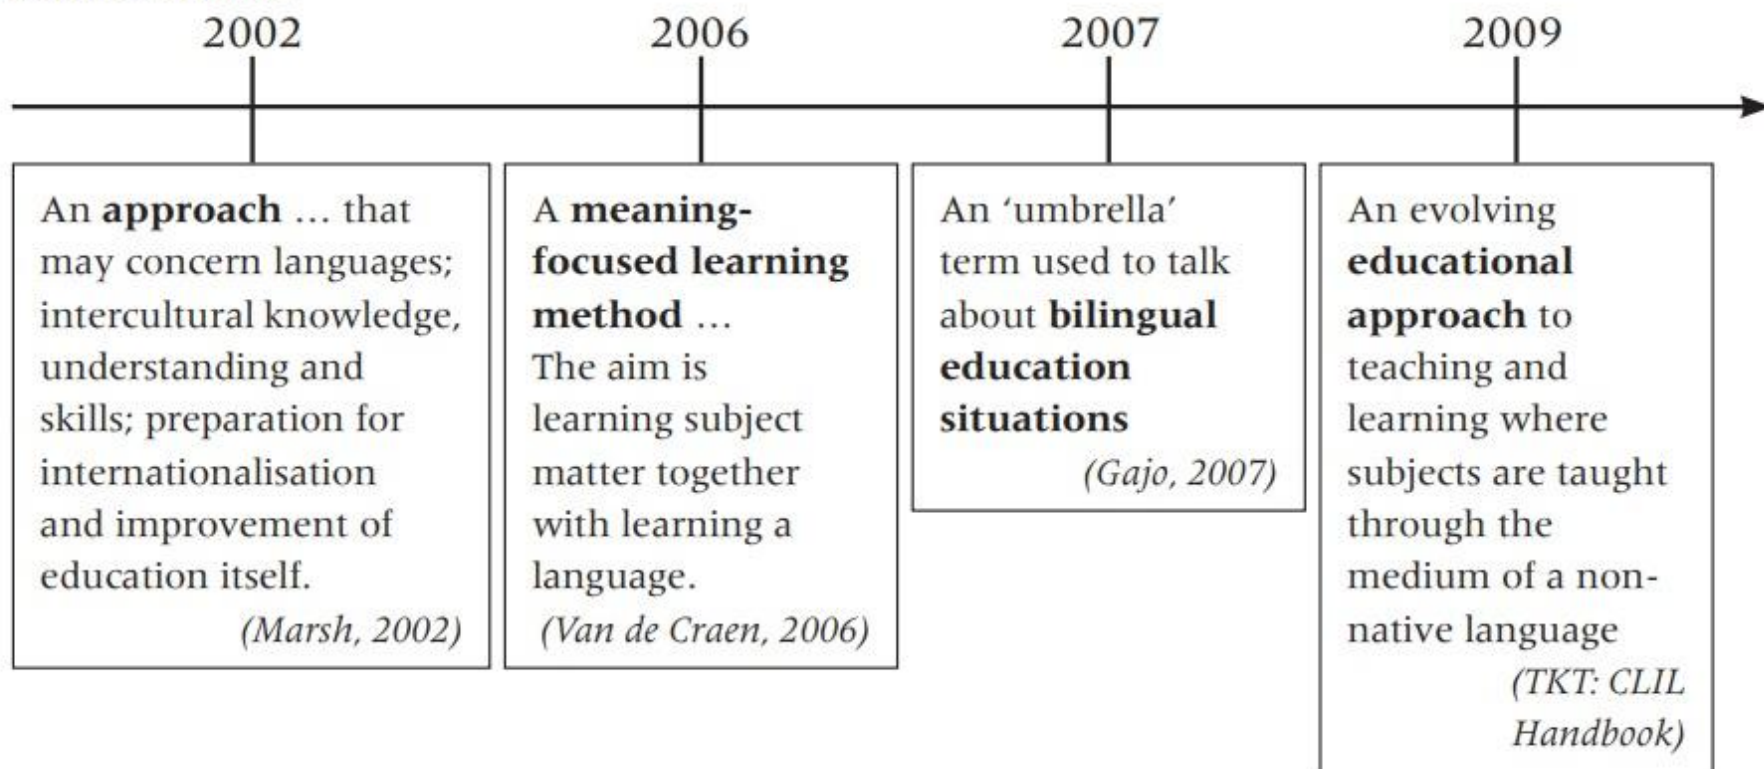 2002
2006
2007
2009
An approach ... that
may concern languages;
intercultural knowledge,
understanding and
skills; preparation for
internationalisation
and improvement of
education itself.
(Marsh, 2002)
A meaning-
focused learning
method ...
The aim is
learning subject
matter together
with learning a
language.
(Van de Craen, 2006)
An ‘umbrella’
term used to talk
about bilingual
education
situations
(Gajo, 2007)
An evolving
educational
approach to
teaching and
learning where
subjects are taught
through the
medium of a non-
native language
(TKT: CLIL
Handbook)